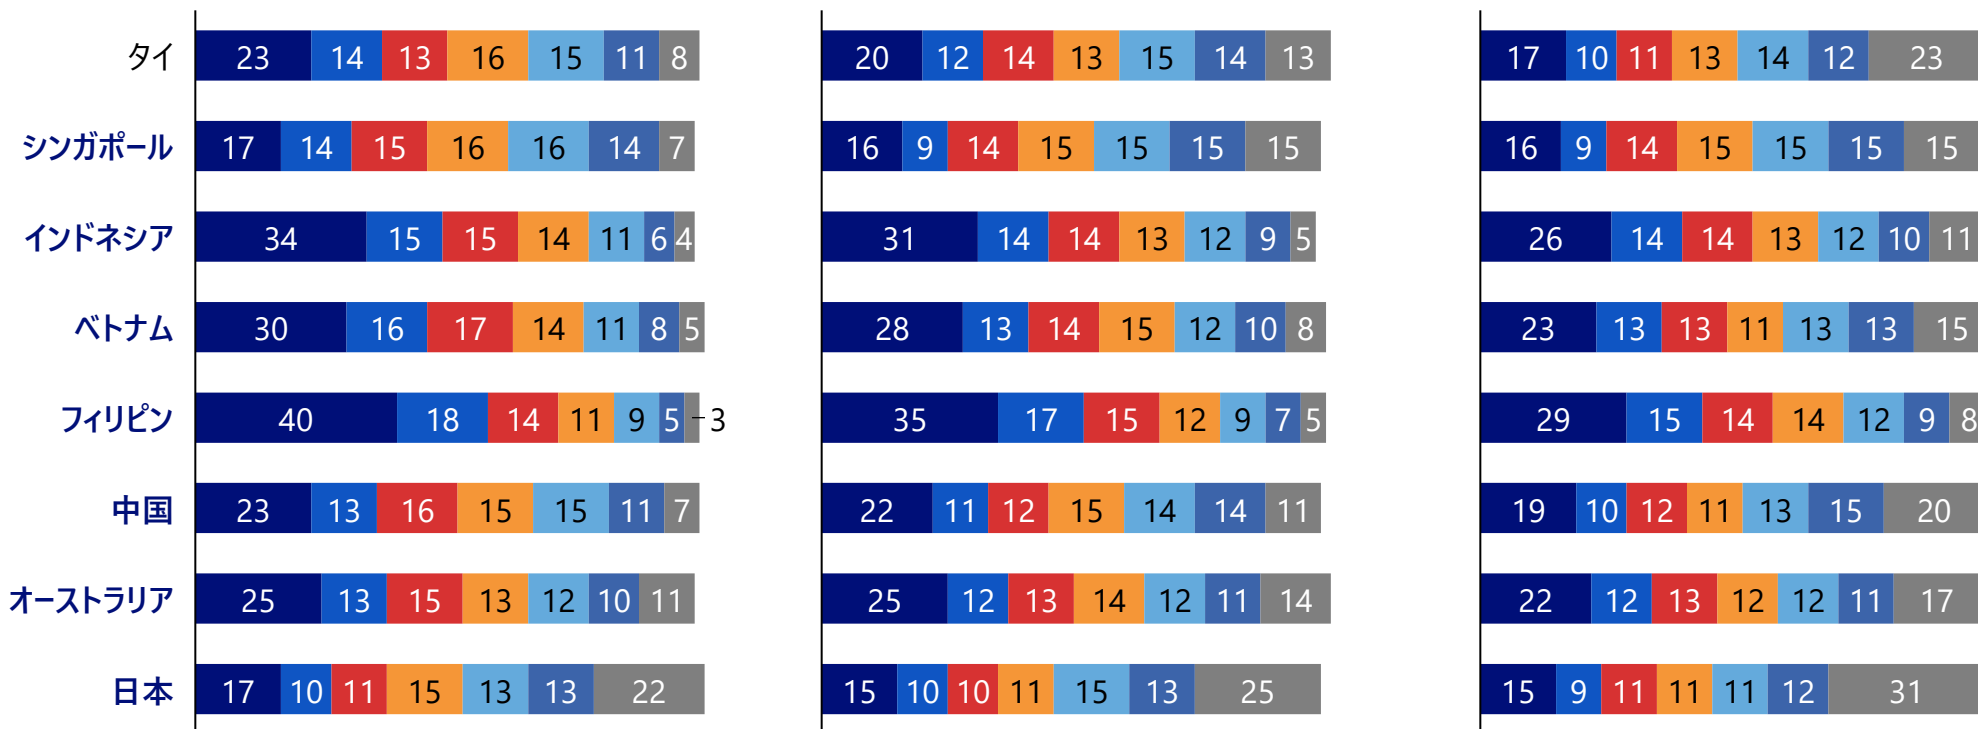 タイ 23 14 13 16 15 11 8 20 12 14 13 15 14 13 17 10 11 13 14 12 23
シンガポール 17 14 15 16 16 14 7 16 9 14 15 15 15 15 16 9 14 15 15 15 15
インドネシア 34 15 15 14 11 6 4 31 14 14 13 12 9 5 26 14 14 13 12 10 11
ベトナム 30 16 17 14 11 8 5 28 13 14 15 12 10 8 23 13 13 11 13 13 15
フィリピン 40 18 14 11 9 5 3 35 17 15 12 9 7 5 29 15 14 14 12 9 8
中国 23 13 16 15 15 11 7 22 11 12 15 14 14 11 19 10 12 11 13 15 20
オーストラリア 25 13 15 13 12 10 11 25 12 13 14 12 11 14 22 12 13 12 12 11 17
日本 17 10 11 15 13 13 22 15 10 10 11 15 13 25 15 9 11 11 11 12 31